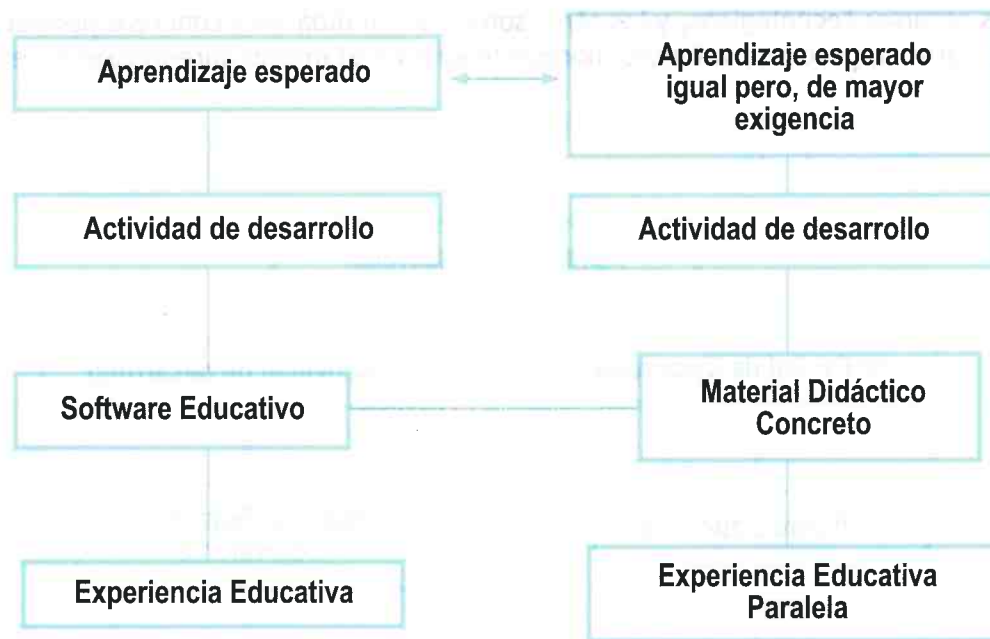 Aprendizaje esperado
Aprendizaje esperado
igual pero, de mayor
exigencia
Actividad de desarrollo
Actividad de desarrollo
Software Educativo
Material Didáctico
Concreto
Experiencia Educativa
Experiencia Educativa
Paralela